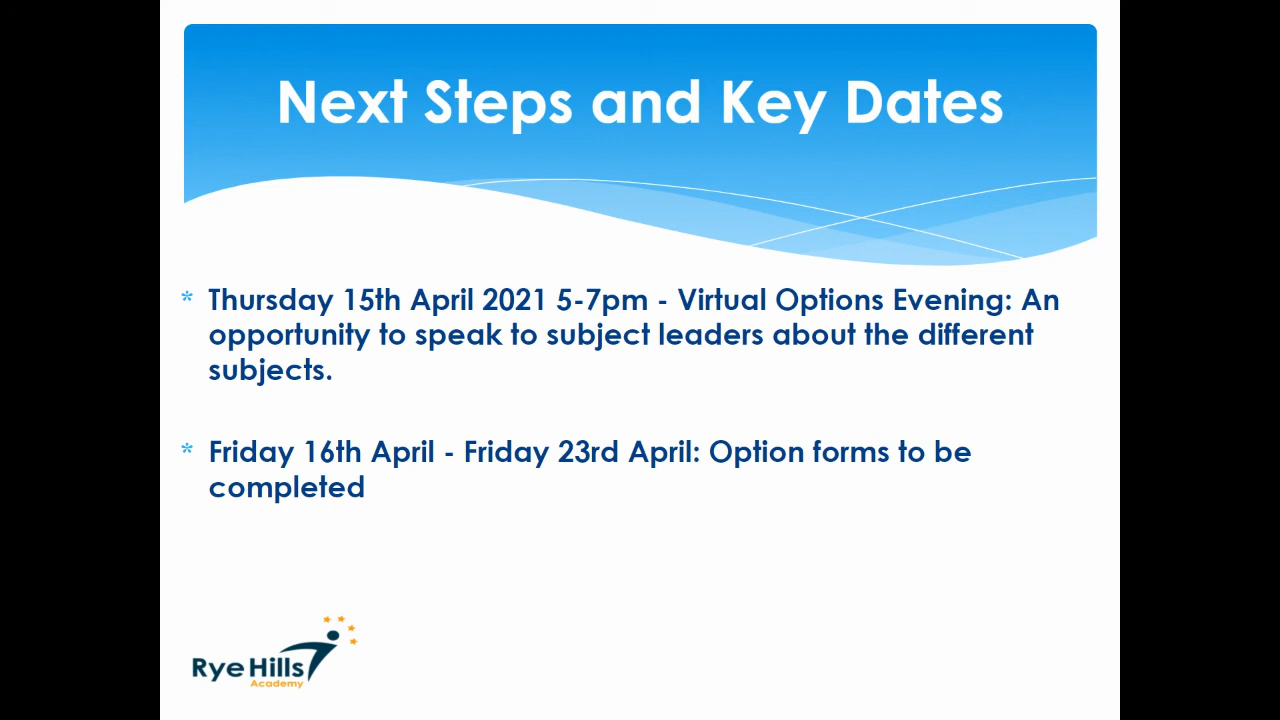 Next Steps and Key Dates
* Thursday 15th April 2021 5-7pm - Virtual Options Evening: An
opportunity to speak to subject leaders about the different
subjects.
* Friday 16th April - Friday 23rd April: Option forms to be
completed
Rye Hills
Academy